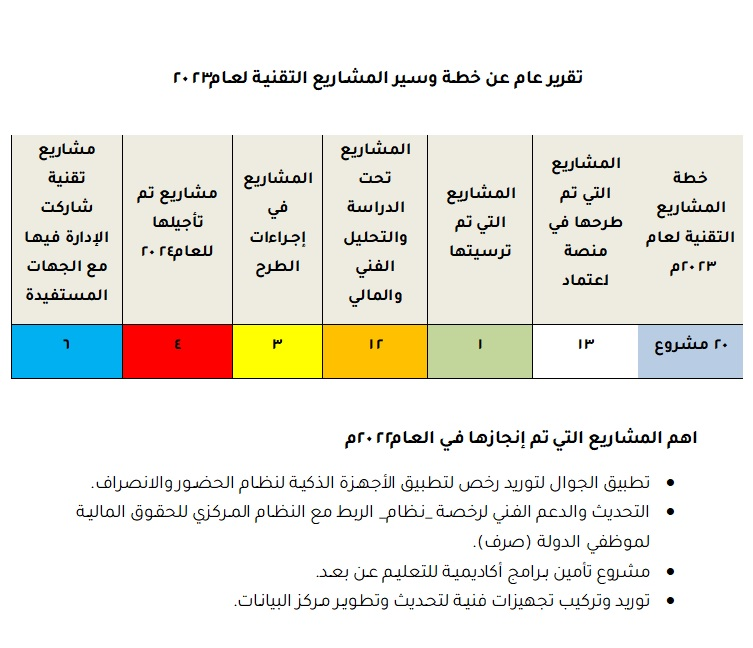 تقرير عام عن خطة وسير المشاريع التقنية لعام٢٠٢٣
خطة
المشاريع
التقنية لعام
٢٠٢٣م
المشاريع
التي تم
طرحها في
منصة
اعتماد
المشاريع
التي تم
ترسيتها
المشاريع
تحت
الدراسة
والتحليل
الفني
والمالي
المشاريع
في
إجراءات
الطرح
مشاريع تم
تأجيلها
للعام٢٠٢٤
مشاريع
تقنية
شاركت
الإدارة فيها
مع الجهات
المستفيدة
٢٠ مشروع
١٣
١
١٢
٣
٤
٦
اهم المشاريع التي تم إنجازها في العام٢٠٢٢م
• تطبيق الجوال لتوريد رخص لتطبيق الأجهزة الذكية لنظام الحضور والانصراف.
• التحديث والدعم الفني لرخصة _نظام_ الربط مع النظام المركزي للحقوق المالية
لموظفي الدولة (صرف).
• مشروع تأمين برامج أكاديمية للتعليم عن بعد.
• توريد وتركيب تجهيزات فنية لتحديث وتطوير مركز البيانات.